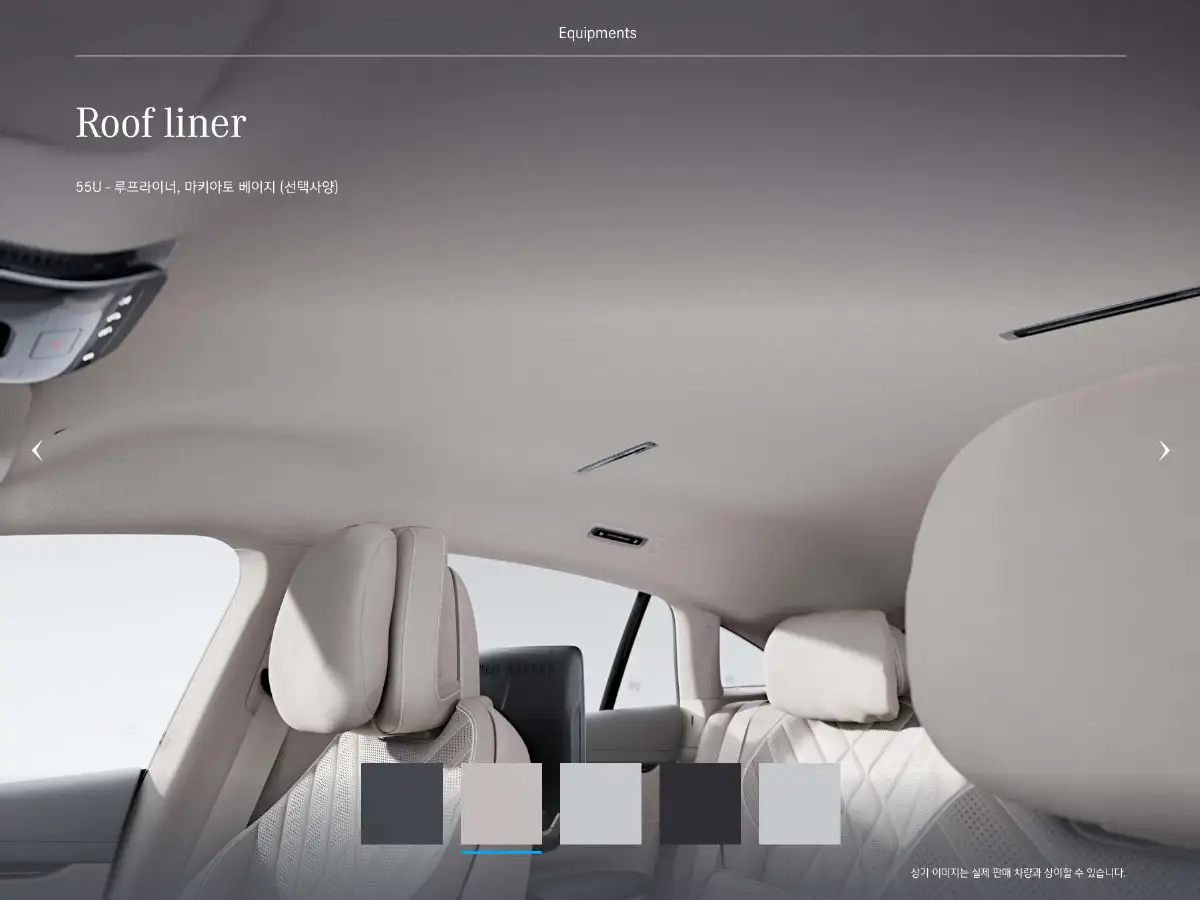 Equipments
Roof liner
55U - 루프라이너, 마키아토 베이지 (선택사양)
상기 이미지는 실제 판매 차량과 상이할 수 있습니다.